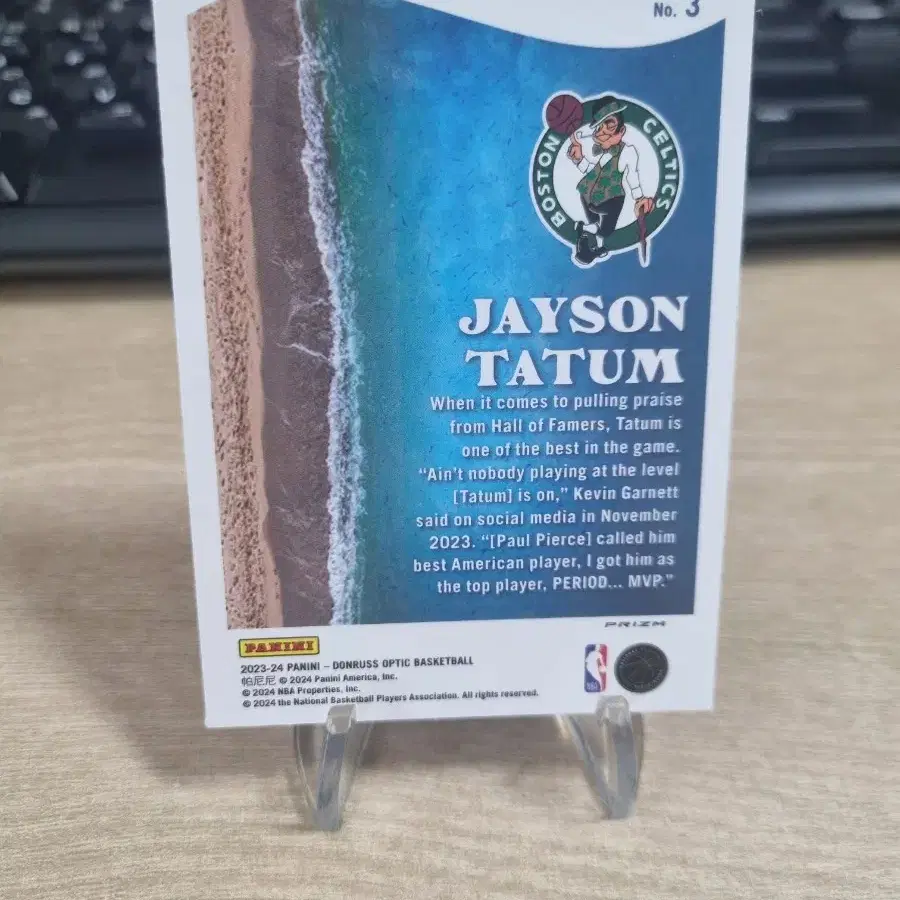 No. 3
BOSTON CELTICS
JAYSON
TATUM
When it comes to pulling praise
from Hall of Famers, Tatum is
one of the best in the game.
“Ain't nobody playing at the level
[Tatum] is on,” Kevin Garnett
said on social media in November
2023. “[Paul Pierce] called him
best American player, I got him as
the top player, PERIOD... MVP.”
PRIZM
PANINI
2023-24 PANINI – DONRUSS OPTIC BASKETBALL
帕尼尼 © 2024 Panini America, Inc.
© 2024 NBA Properties, Inc.
© 2024 the National Basketball Players Association. All rights reserved.
NBA